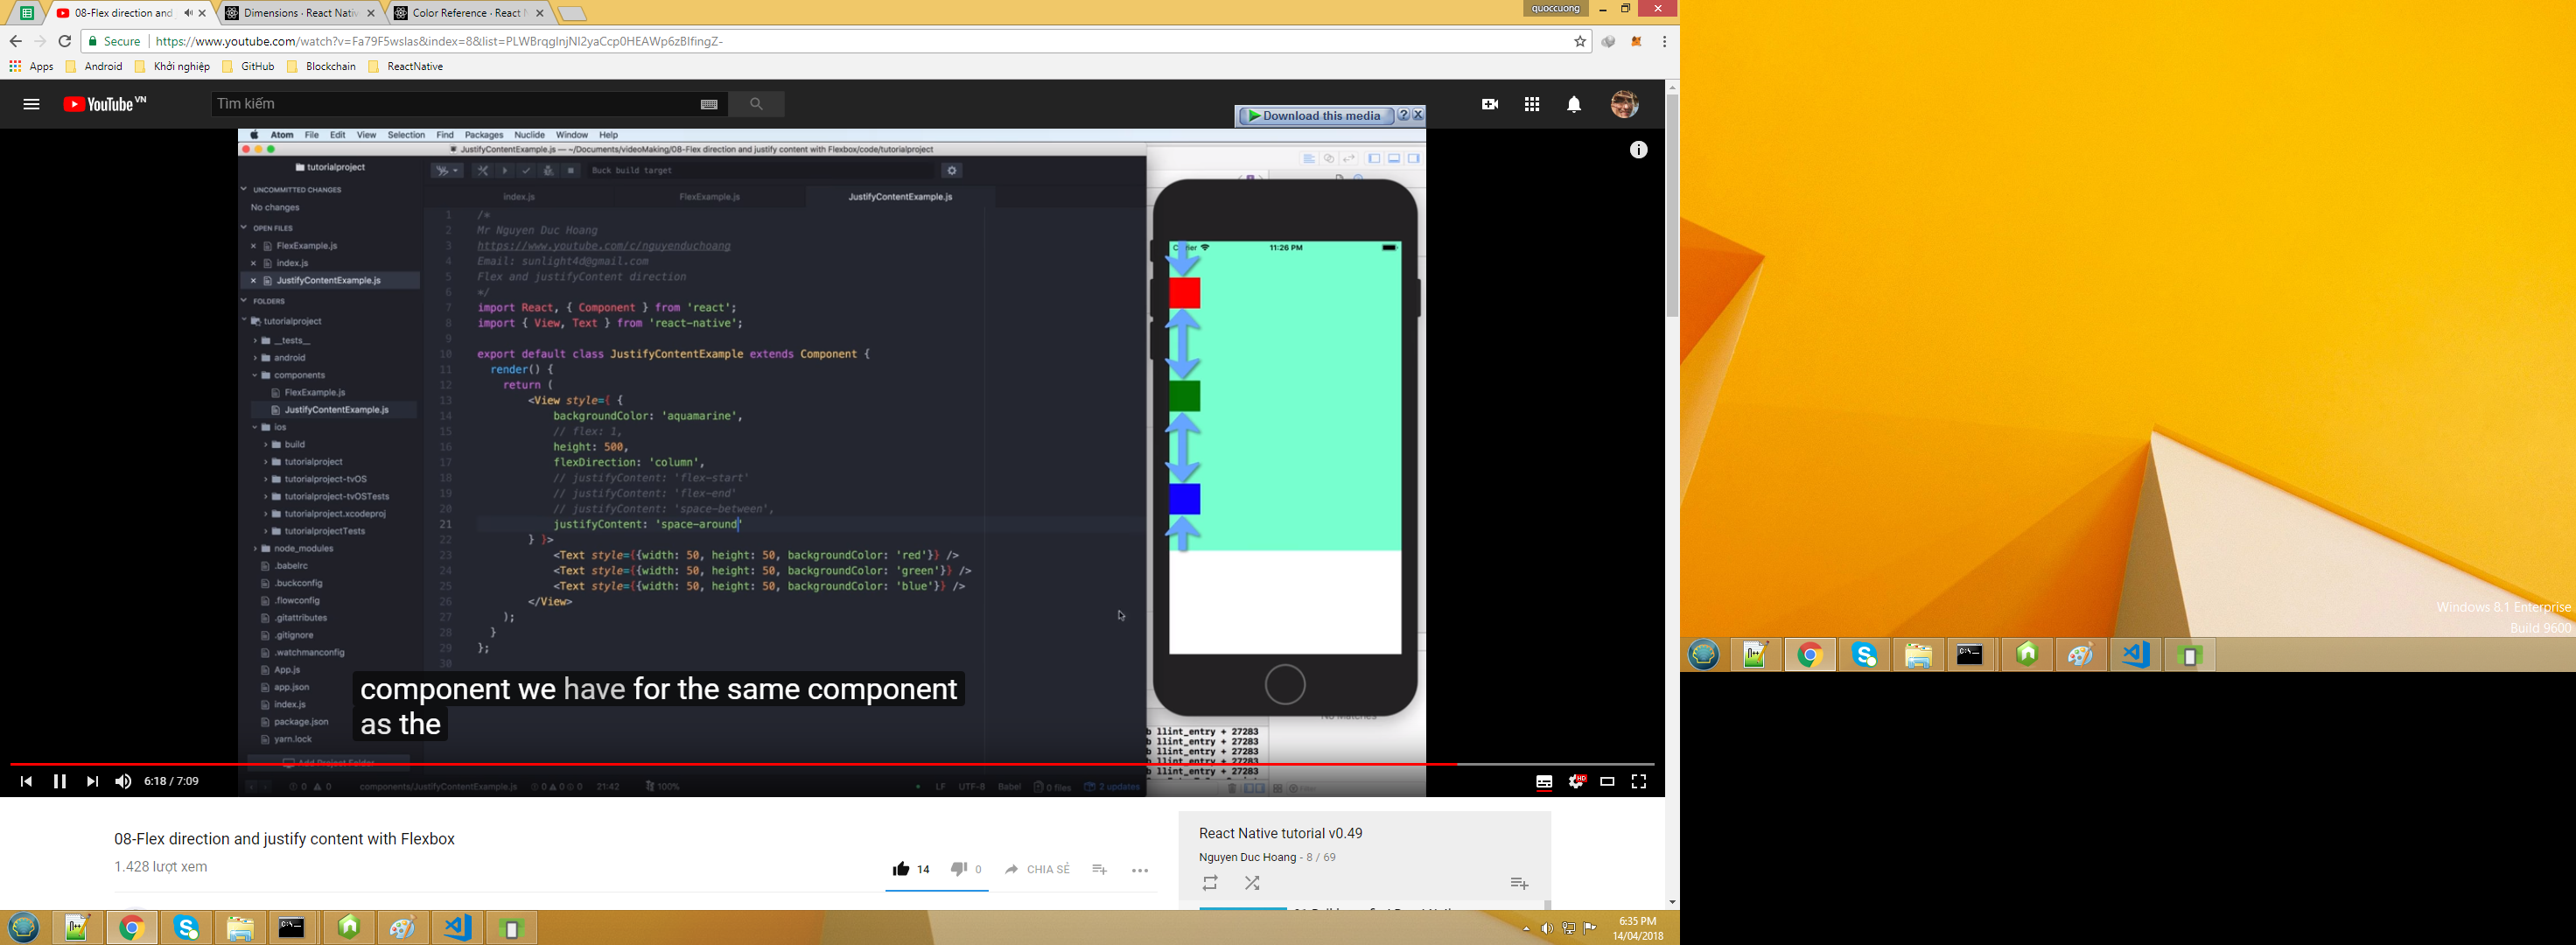 08-Flex direction and
Dimensions · React Nativ
Color Reference · React N
quoccuong
Secure
https://www.youtube.com/watch?v=Fa79F5wsIas&index=8&list=PLWBrqglnjNl2yaCcp0HEAWp6zBIfingZ-
Apps Android Khởi nghiệp GitHub Blockchain ReactNative
YouTube VN
Tìm kiếm
Download this media
Atom File Edit View Selection Find Packages Nuclide Window Help
JustifyContentExample.js — ~/Documents/videoMaking/08-Flex direction and justify content with Flexbox/code/tutorialproject
tutorialproject
Buck build target
UNCOMMITTED CHANGES
No changes
OPEN FILES
FlexExample.js
index.js
JustifyContentExample.js
FOLDERS
tutorialproject
__tests__
android
components
FlexExample.js
JustifyContentExample.js
ios
build
tutorialproject
tutorialproject-tvOS
tutorialproject-tvOSTests
tutorialproject.xcodeproj
tutorialprojectTests
node_modules
.babelrc
.buckconfig
.flowconfig
.gitattributes
.gitignore
.watchmanconfig
App.js
app.json
index.js
package.json
yarn.lock
Add Project Folder
index.js FlexExample.js JustifyContentExample.js
1 /*
2 Mr Nguyen Duc Hoang
3 https://www.youtube.com/c/nguyenduchoang
4 Email: sunlight4d@gmail.com
5 Flex and justifyContent direction
6 */
7 import React, { Component } from 'react';
8 import { View, Text } from 'react-native';
9
10 export default class JustifyContentExample extends Component {
11 render() {
12 return (
13 <View style={ {
14 backgroundColor: 'aquamarine',
15 // flex: 1,
16 height: 500,
17 flexDirection: 'column',
18 // justifyContent: 'flex-start'
19 // justifyContent: 'flex-end'
20 // justifyContent: 'space-between',
21 justifyContent: 'space-around'
22 } }>
23 <Text style={{width: 50, height: 50, backgroundColor: 'red'}} />
24 <Text style={{width: 50, height: 50, backgroundColor: 'green'}} />
25 <Text style={{width: 50, height: 50, backgroundColor: 'blue'}} />
26 </View>
27 );
28 }
29 };
30
11:26 PM
No Matches
b llint_entry + 27283
b llint_entry + 27283
b llint_entry + 27283
b llint_entry + 27283
b llint_entry + 27283
component we have for the same component
as the
6:18 / 7:09
HD
0 0 components/JustifyContentExample.js 0 0 0 21:42 100%
LF UTF-8 Babel 0 files 2 updates
08-Flex direction and justify content with Flexbox
1.428 lượt xem
14 0 CHIA SẺ
React Native tutorial v0.49
Nguyen Duc Hoang - 8 / 69
6:35 PM
14/04/2018
Windows 8.1 Enterprise
Build 9600